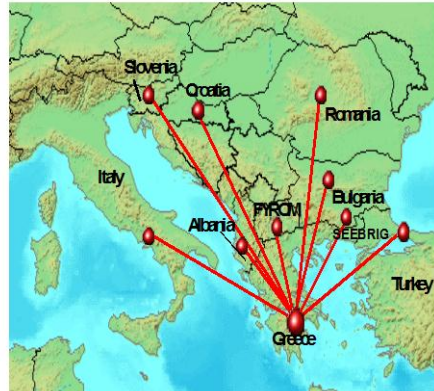 Slovenia
Croatia
Romania
Italy
Bulgaria
FYROM
Albania
SEEBRIG
Turkey
Greece